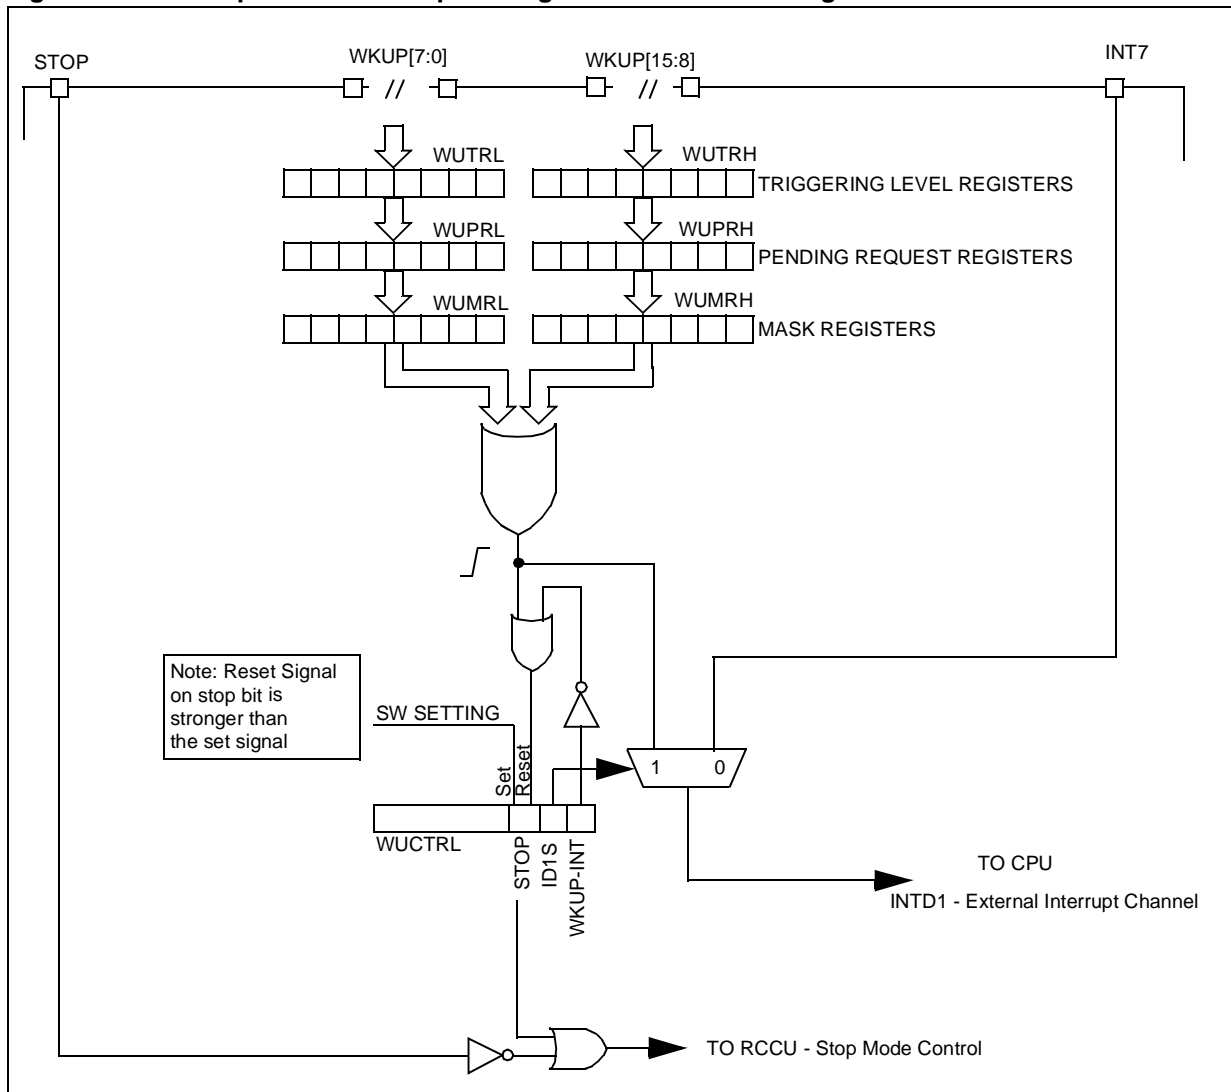 STOP
WKUP[7:0]
WKUP[15:8]
INT7
//
//
WUTRL
WUTRH
TRIGGERING LEVEL REGISTERS
WUPRL
WUPRH
PENDING REQUEST REGISTERS
WUMRL
WUMRH
MASK REGISTERS
Note: Reset Signal
on stop bit is
stronger than
the set signal
SW SETTING
Set
Reset
1
0
WUCTRL
STOP
ID1S
WKUP-INT
TO CPU
INTD1 - External Interrupt Channel
TO RCCU - Stop Mode Control